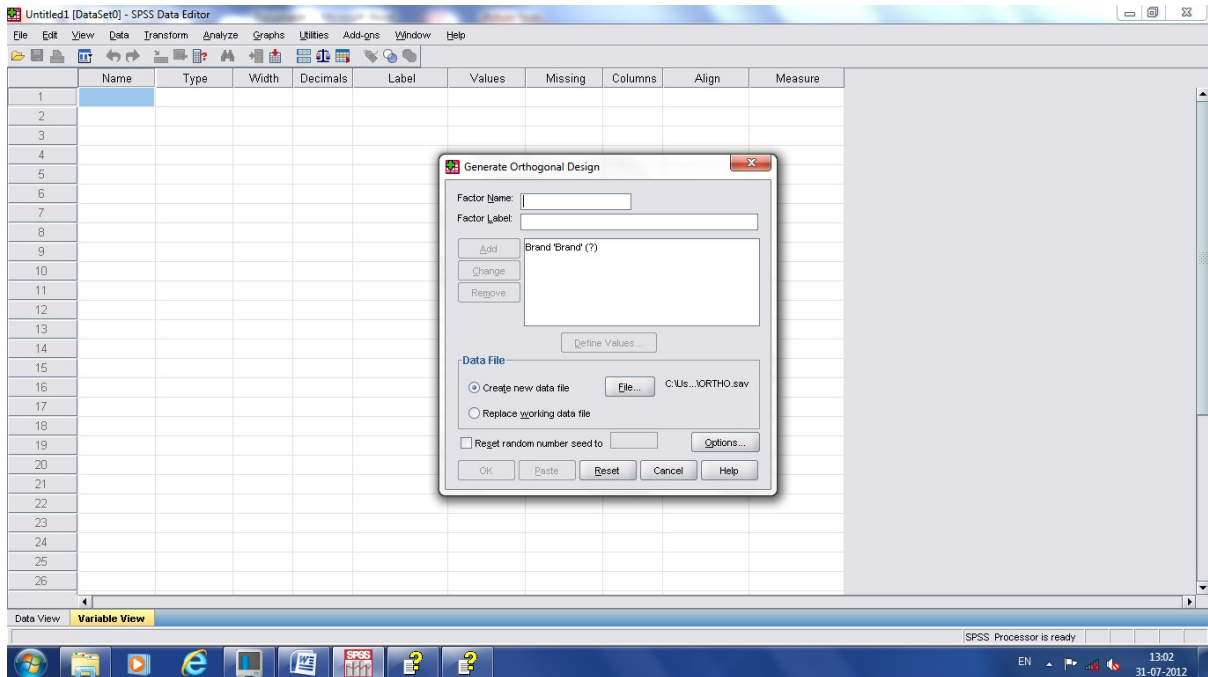 Untitled1 [DataSet0] - SPSS Data Editor
File Edit View Data Transform Analyze Graphs Utilities Add-ons Window Help
Name Type Width Decimals Label Values Missing Columns Align Measure
1
2
3
4
5
6
7
8
9
10
11
12
13
14
15
16
17
18
19
20
21
22
23
24
25
26
Generate Orthogonal Design
Factor Name:
Factor Label:
Add
Brand 'Brand' (?)
Change
Remove
Define Values...
Data File
Create new data file File... C:\Us...\ORTHO.sav
Replace working data file
Reset random number seed to Options...
OK Paste Reset Cancel Help
Data View Variable View
SPSS Processor is ready
SPSS
EN 13:02
31-07-2012